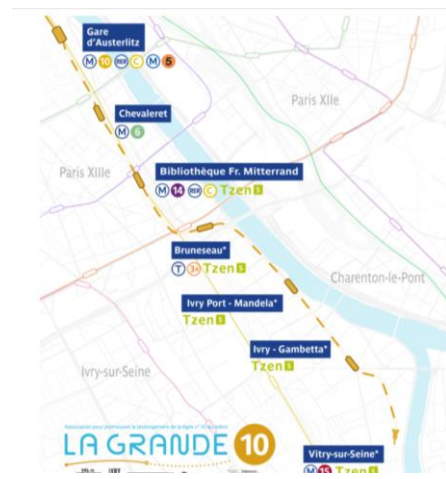 Gare
d'Austerlitz
M 10 RER C M 5
Paris XIIe
Chevaleret
M 6
Paris XIIIe
Bibliothèque Fr. Mitterrand
M 14 RER C Tzen 5
Bruneseau*
T 3a Tzen 5
Charenton-le-Pont
Ivry Port - Mandela*
Tzen 5
Ivry - Gambetta*
Tzen 5
Ivry-sur-Seine
LA GRANDE 10
Vitry-sur-Seine*
M 15 Tzen 5